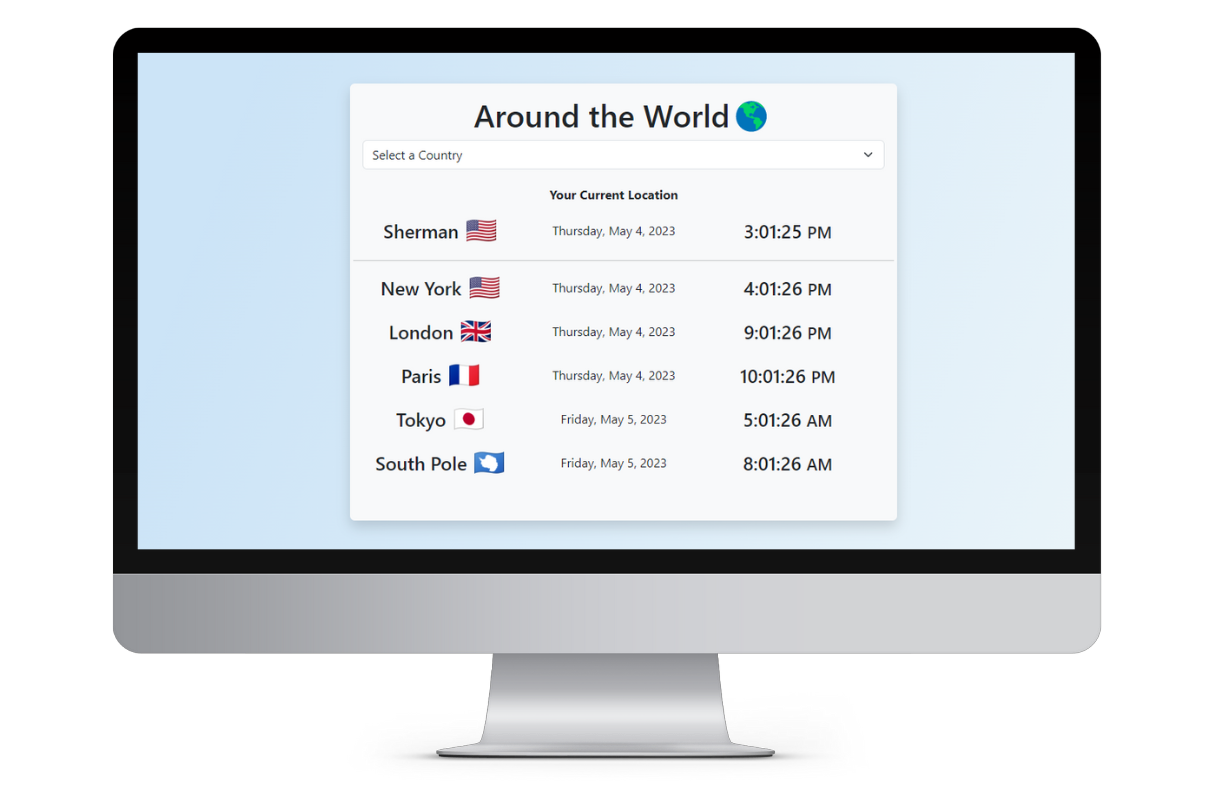 Around the World
Select a Country
Your Current Location
Sherman Thursday, May 4, 2023 3:01:25 PM
New York Thursday, May 4, 2023 4:01:26 PM
London Thursday, May 4, 2023 9:01:26 PM
Paris Thursday, May 4, 2023 10:01:26 PM
Tokyo Friday, May 5, 2023 5:01:26 AM
South Pole Friday, May 5, 2023 8:01:26 AM